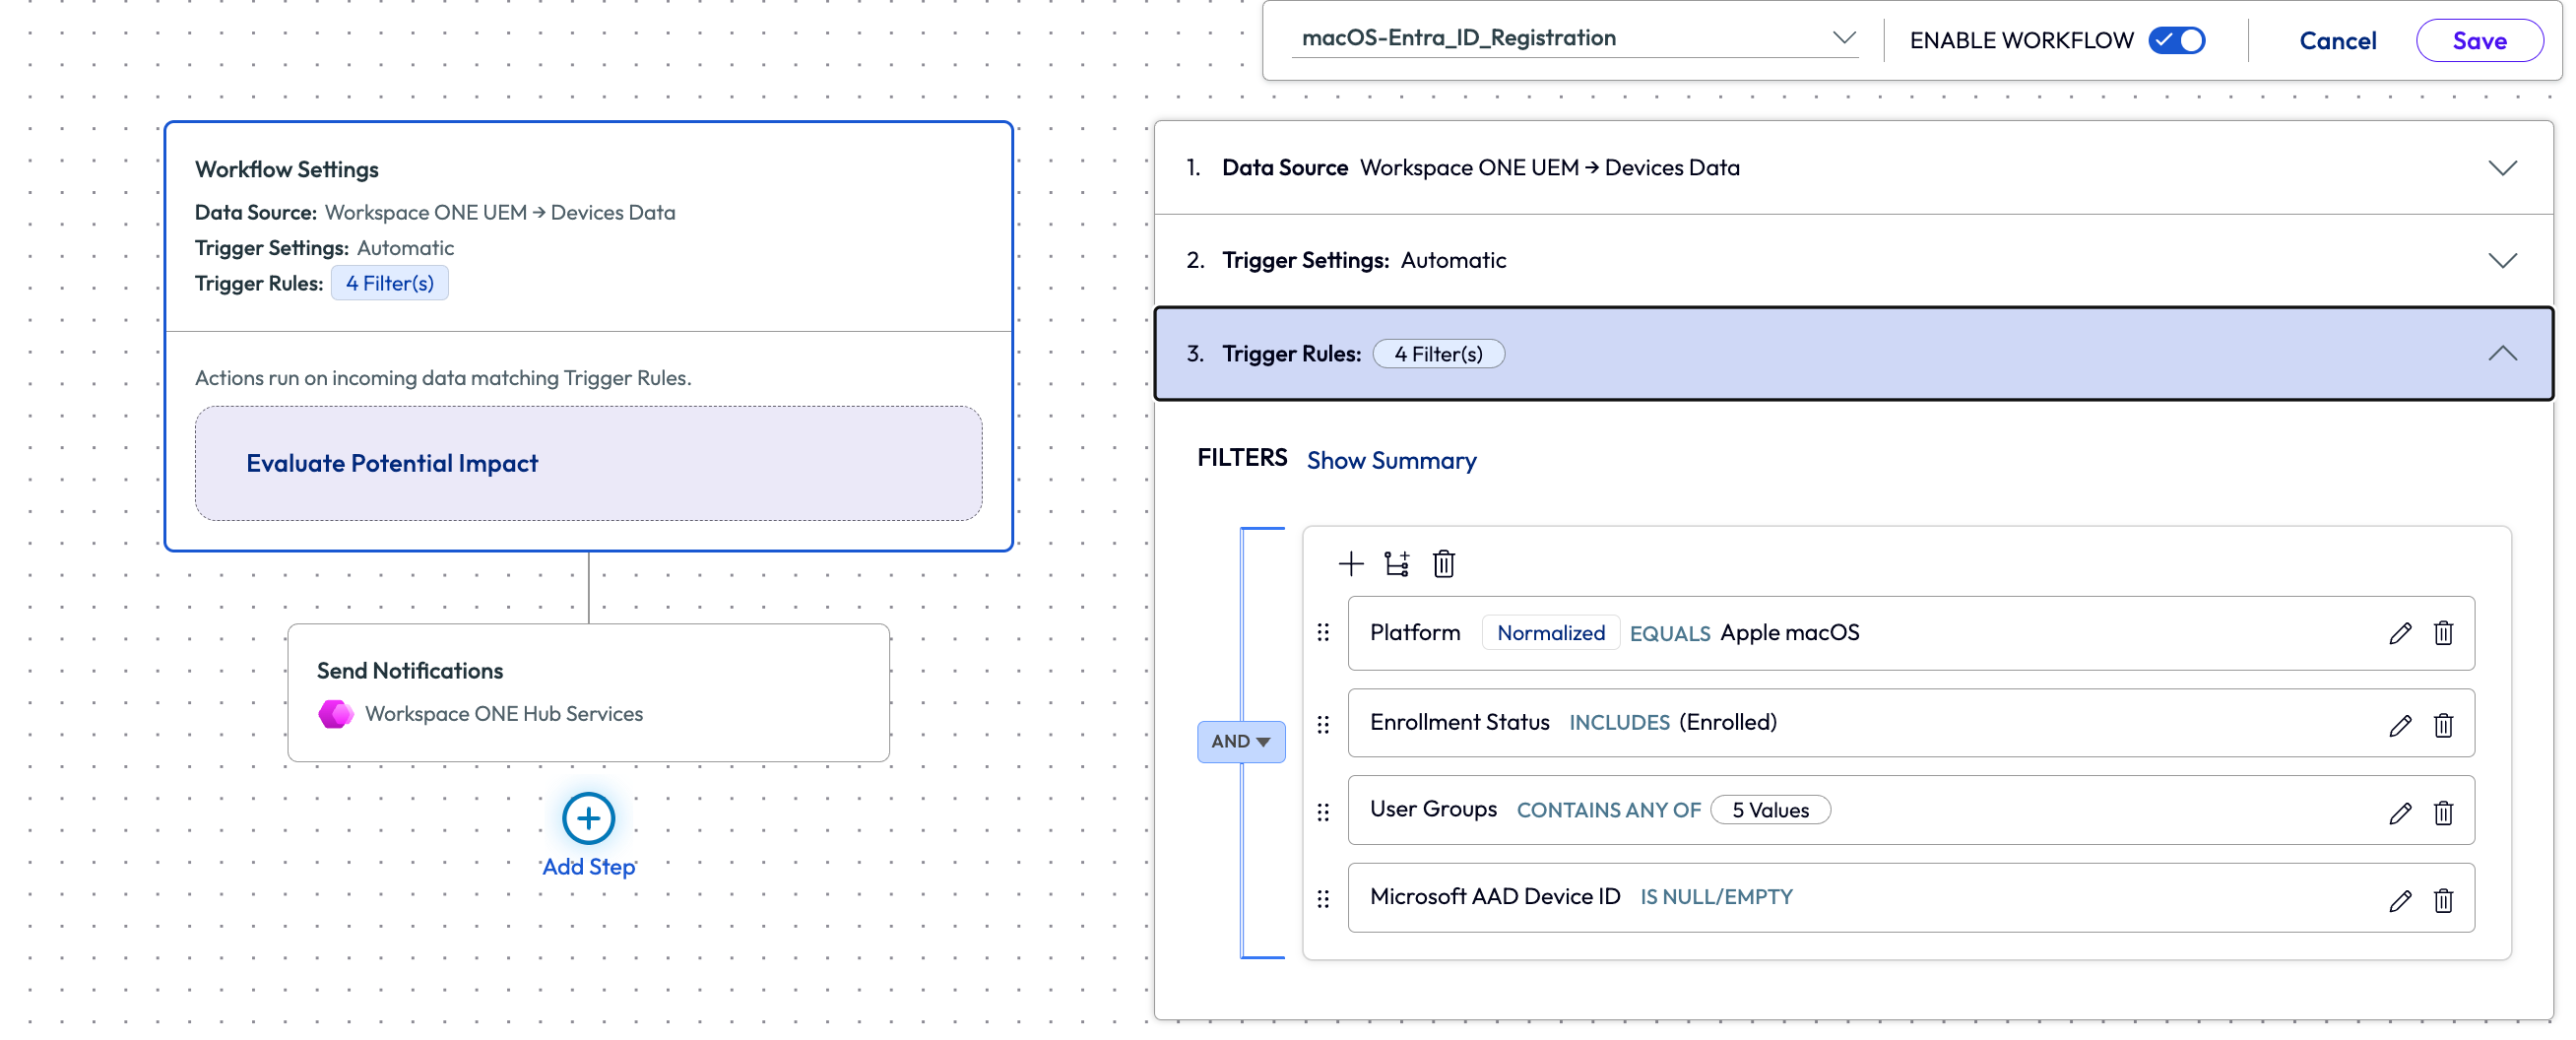 macOS-Entra_ID_Registration
ENABLE WORKFLOW
Cancel
Save
Workflow Settings
Data Source: Workspace ONE UEM → Devices Data
Trigger Settings: Automatic
Trigger Rules: 4 Filter(s)
Actions run on incoming data matching Trigger Rules.
Evaluate Potential Impact
Send Notifications
Workspace ONE Hub Services
Add Step
1. Data Source Workspace ONE UEM → Devices Data
2. Trigger Settings: Automatic
3. Trigger Rules: 4 Filter(s)
FILTERS Show Summary
AND
Platform Normalized EQUALS Apple macOS
Enrollment Status INCLUDES (Enrolled)
User Groups CONTAINS ANY OF 5 Values
Microsoft AAD Device ID IS NULL/EMPTY